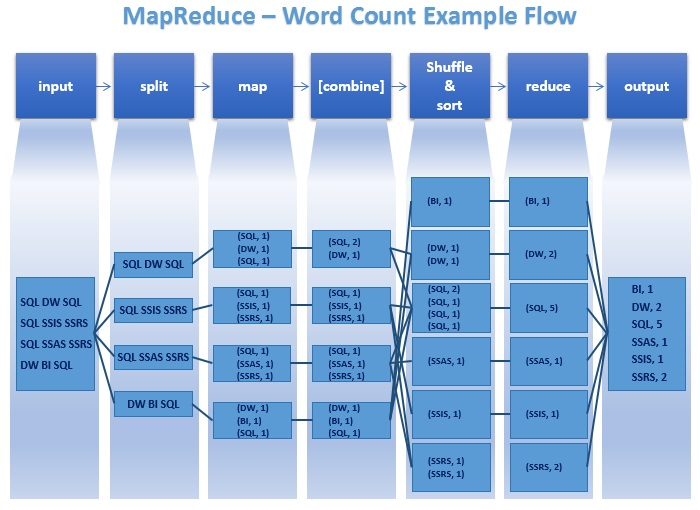 MapReduce – Word Count Example Flow
input
split
map
[combine]
Shuffle
&
sort
reduce
output
SQL DW SQL
SQL SSIS SSRS
SQL SSAS SSRS
DW BI SQL
SQL DW SQL
SQL SSIS SSRS
SQL SSAS SSRS
DW BI SQL
(SQL, 1)
(DW, 1)
(SQL, 1)
(SQL, 1)
(SSIS, 1)
(SSRS, 1)
(SQL, 1)
(SSAS, 1)
(SSRS, 1)
(DW, 1)
(BI, 1)
(SQL, 1)
(SQL, 2)
(DW, 1)
(SQL, 1)
(SSIS, 1)
(SSRS, 1)
(SQL, 1)
(SSAS, 1)
(SSRS, 1)
(DW, 1)
(BI, 1)
(SQL, 1)
(BI, 1)
(DW, 1)
(DW, 1)
(SQL, 2)
(SQL, 1)
(SQL, 1)
(SQL, 1)
(SSAS, 1)
(SSIS, 1)
(SSRS, 1)
(SSRS, 1)
(BI, 1)
(DW, 2)
(SQL, 5)
(SSAS, 1)
(SSIS, 1)
(SSRS, 2)
BI, 1
DW, 2
SQL, 5
SSAS, 1
SSIS, 1
SSRS, 2